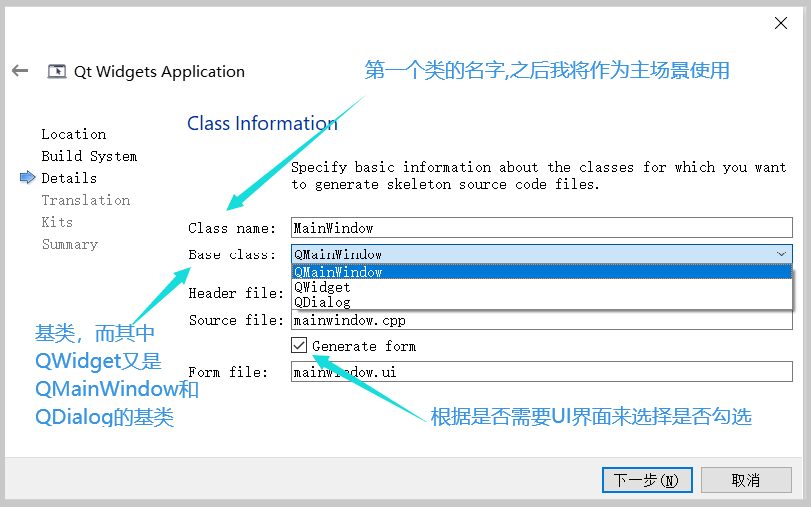 Qt Widgets Application
第一个类的名字,之后我将作为主场景使用
Class Information
Location
Build System
Details
Translation
Kits
Summary
Specify basic information about the classes for which you want
to generate skeleton source code files.
Class name: MainWindow
Base class: QMainWindow
QMainWindow
QWidget
QDialog
Header file:
Source file: mainwindow.cpp
Generate form
Form file: mainwindow.ui
基类，而其中
QWidget又是
QMainWindow和
QDialog的基类
根据是否需要UI界面来选择是否勾选
下一步(N)
取消